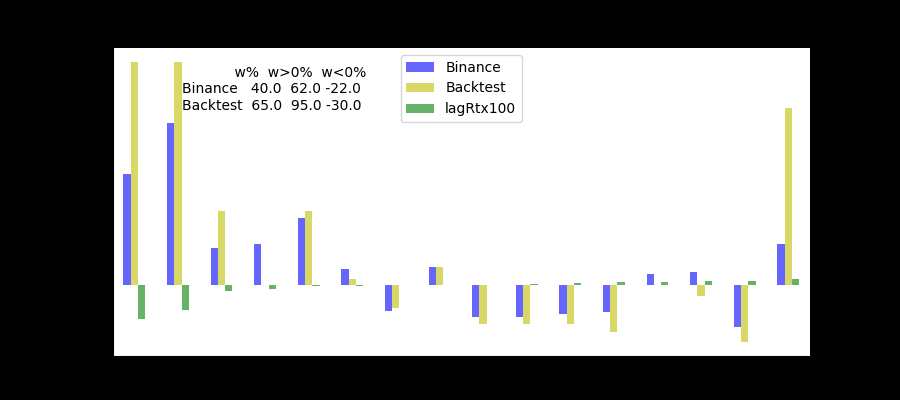 w% w>0% w<0%
Binance 40.0 62.0 -22.0
Backtest 65.0 95.0 -30.0
Binance
Backtest
lagRtx100